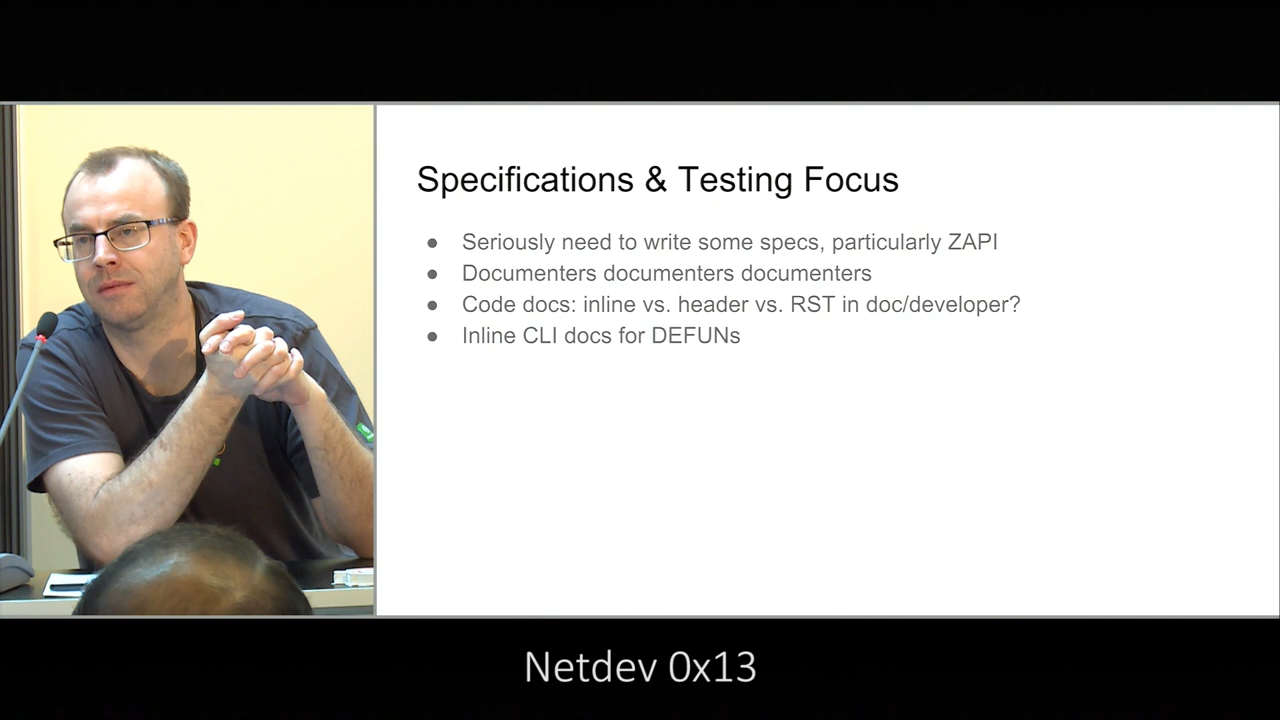 Specifications & Testing Focus
● Seriously need to write some specs, particularly ZAPI
● Documenters documenters documenters
● Code docs: inline vs. header vs. RST in doc/developer?
● Inline CLI docs for DEFUNs
Netdev 0x13